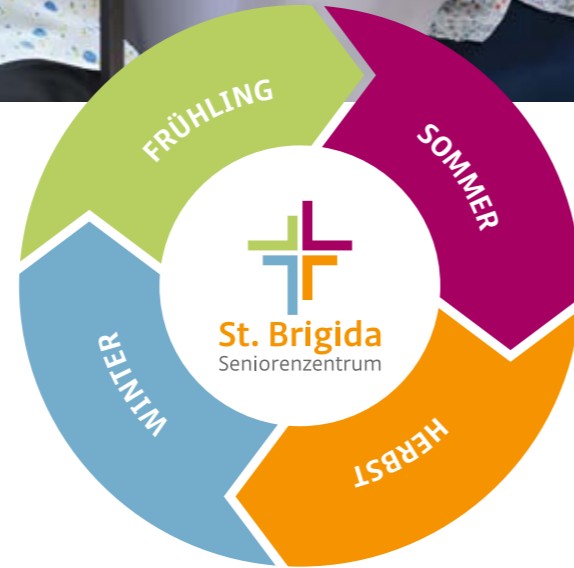 FRÜHLING
SOMMER
HERBST
WINTER
St. Brigida
Seniorenzentrum